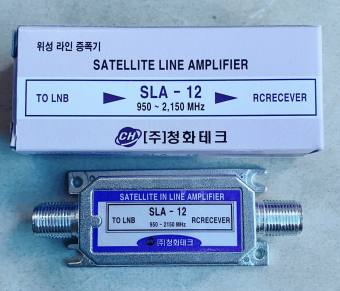 위성 라인 증폭기
SATELLITE LINE AMPLIFIER
TO LNB SLA - 12 RCRECEVER
950 ~ 2,150 MHz
CH [주]청화테크
SATELLITE IN LINE AMPLIFIER
SLA - 12
TO LNB RCRECEVER
950 ~ 2150 MHz
CH (주)청화테크